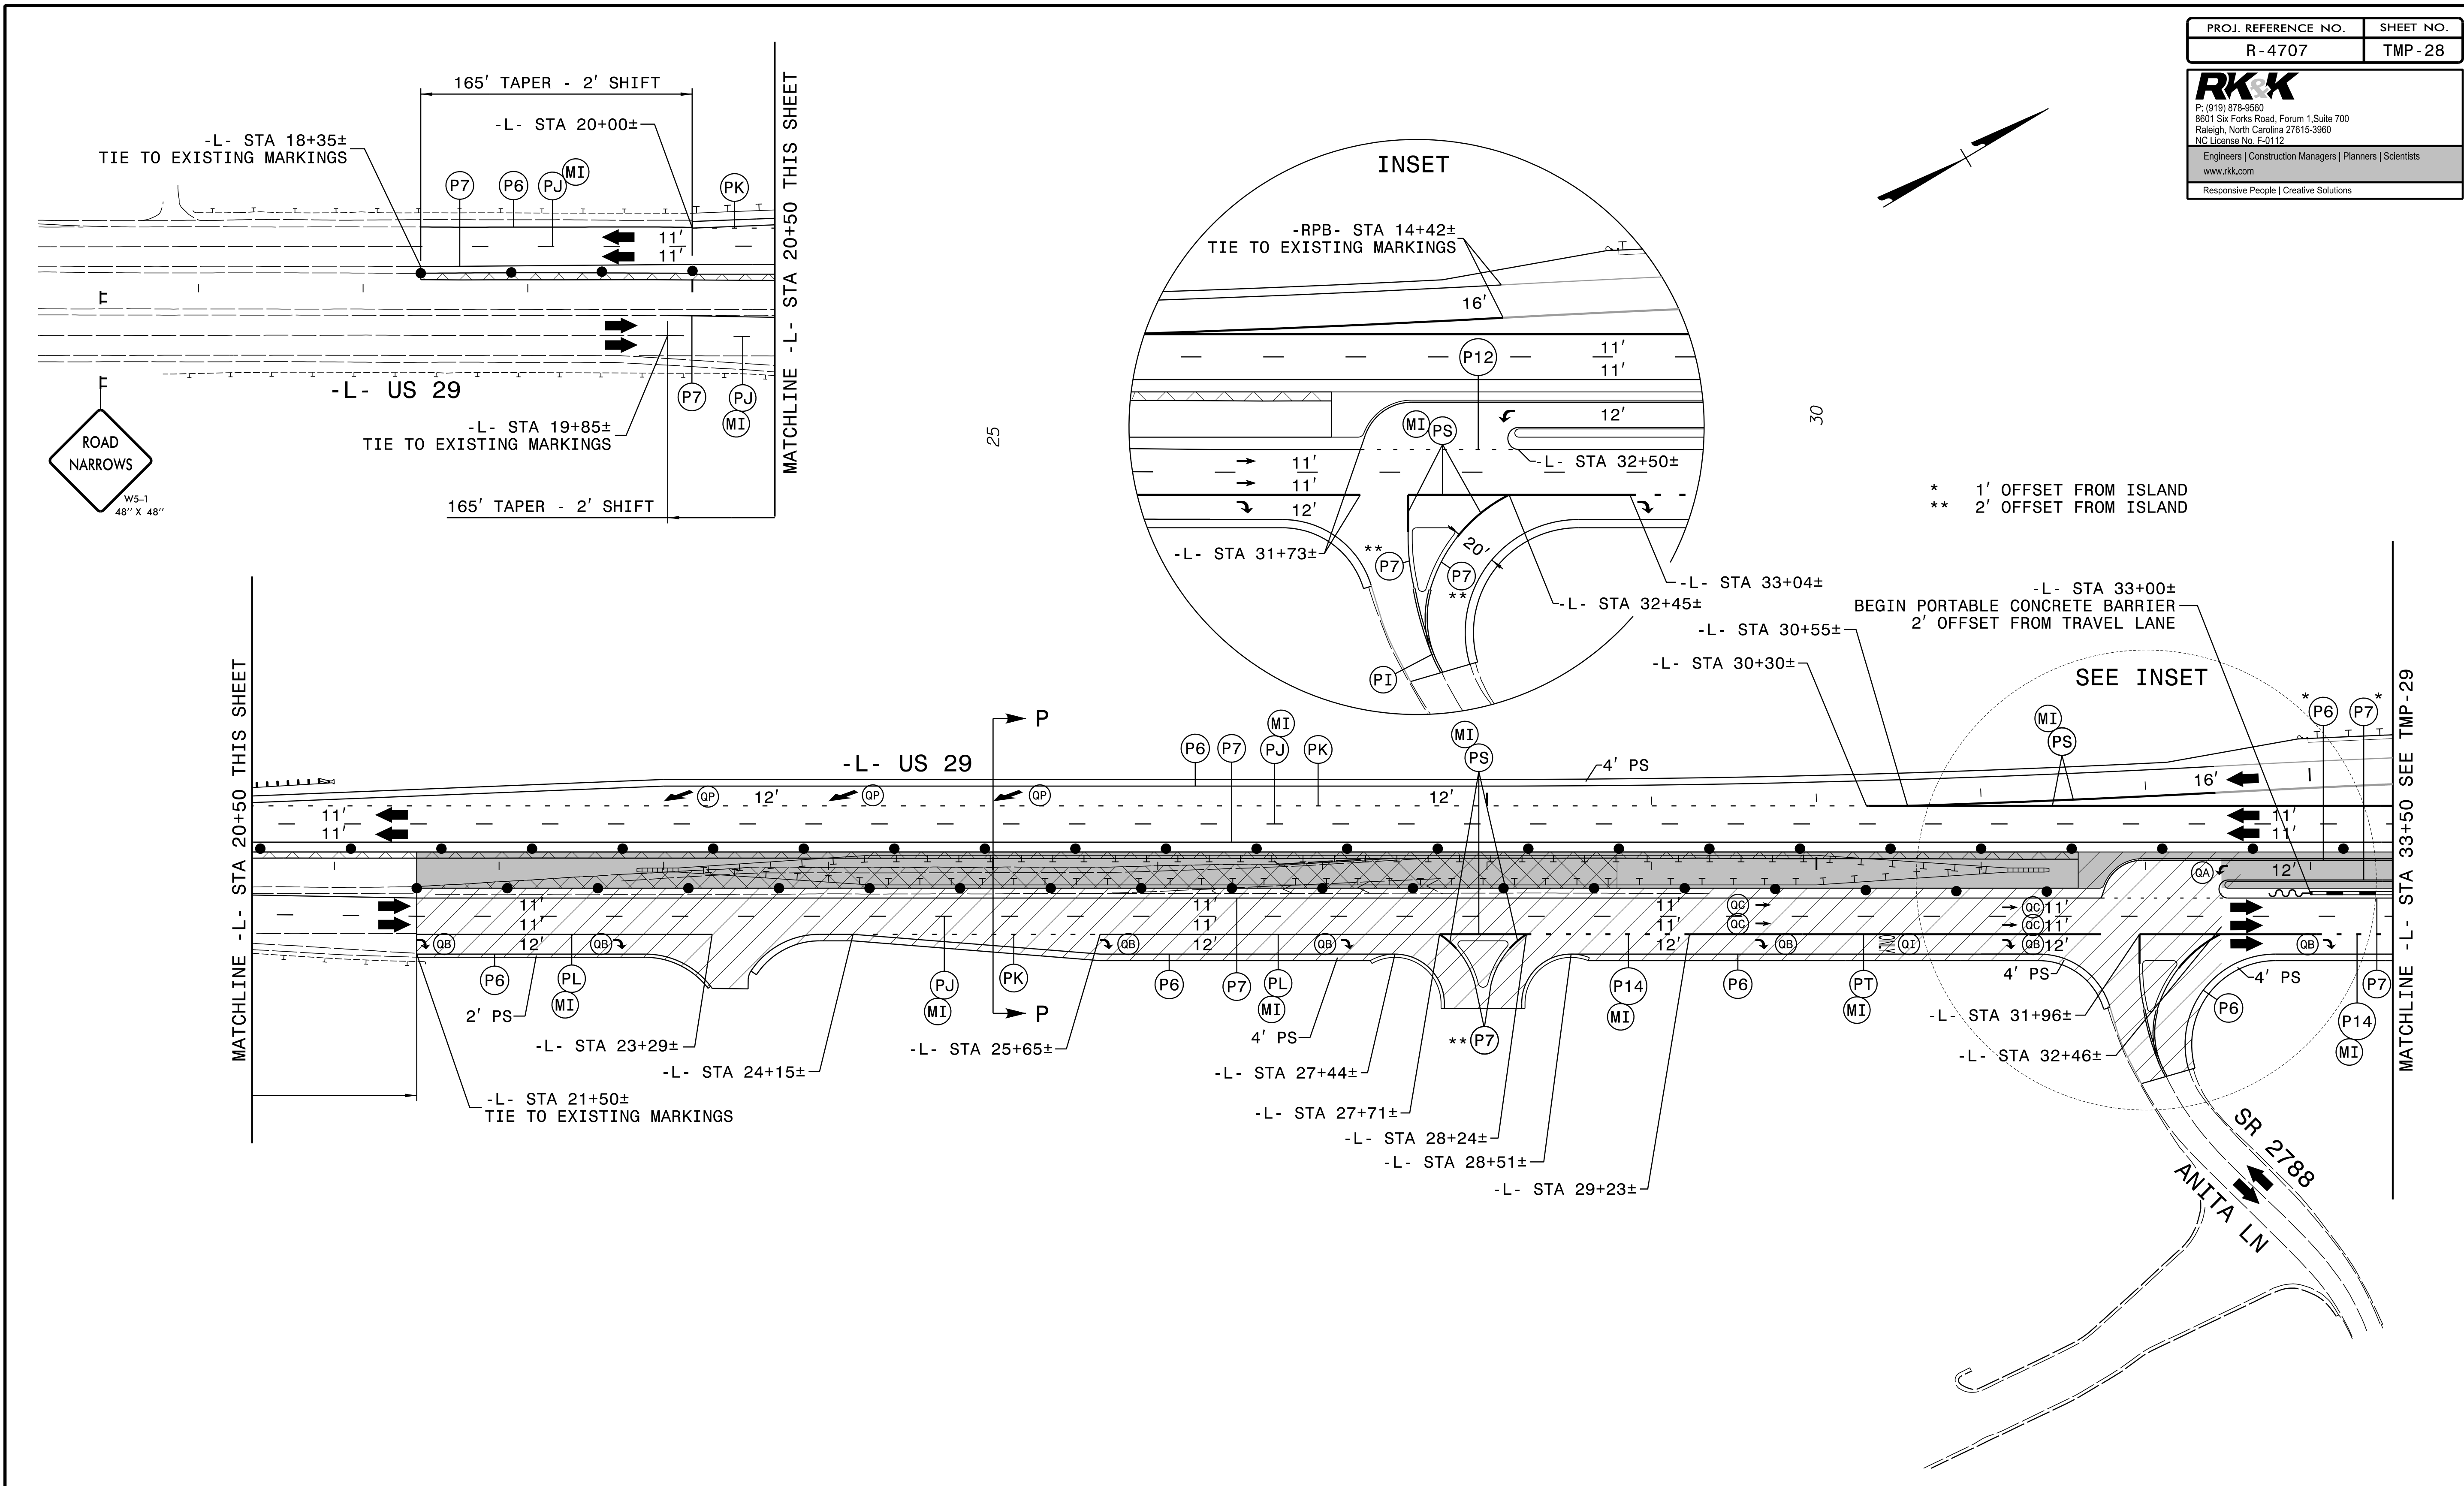 PROJ. REFERENCE NO.
SHEET NO.
R-4707
TMP-28
RK&K
P: (919) 878-9560
8601 Six Forks Road, Forum 1,Suite 700
Raleigh, North Carolina 27615-3960
NC License No. F-0112
Engineers | Construction Managers | Planners | Scientists
www.rkk.com
Responsive People | Creative Solutions
165' TAPER - 2' SHIFT
-L- STA 20+00±
-L- STA 18+35±
TIE TO EXISTING MARKINGS
P7
P6
PJ
MI
PK
11'
11'
MATCHLINE -L- STA 20+50 THIS SHEET
-L- US 29
P7
PJ
MI
-L- STA 19+85±
TIE TO EXISTING MARKINGS
165' TAPER - 2' SHIFT
ROAD
NARROWS
W5-1
48'' X 48''
25
30
INSET
-RPB- STA 14+42±
TIE TO EXISTING MARKINGS
16'
P12
11'
11'
12'
MI
PS
-L- STA 32+50±
11'
11'
12'
-L- STA 31+73±
**
P7
20'
P7
**
-L- STA 33+04±
-L- STA 32+45±
PI
* 1' OFFSET FROM ISLAND
** 2' OFFSET FROM ISLAND
-L- STA 33+00±
BEGIN PORTABLE CONCRETE BARRIER
2' OFFSET FROM TRAVEL LANE
-L- STA 30+55±
-L- STA 30+30±
SEE INSET
MATCHLINE -L- STA 20+50 THIS SHEET
MATCHLINE -L- STA 33+50 SEE TMP-29
P
-L- US 29
P6
P7
MI
PJ
PK
MI
PS
4' PS
MI
PS
*
P6
P7
*
QP
12'
QP
QP
12'
16'
11'
11'
11'
11'
QA
12'
11'
11'
12'
QB
QB
11'
11'
12'
QB
QB
11'
11'
12'
QC
QC
QB
QI
QC
11'
QC
11'
QB
12'
QB
P6
2' PS
PL
MI
PJ
MI
PK
P
P6
P7
PL
MI
4' PS
**
P7
P14
MI
P6
PT
MI
4' PS
4' PS
P6
P7
P14
MI
-L- STA 23+29±
-L- STA 24+15±
-L- STA 25+65±
-L- STA 27+44±
-L- STA 27+71±
-L- STA 28+24±
-L- STA 28+51±
-L- STA 29+23±
-L- STA 31+96±
-L- STA 32+46±
-L- STA 21+50±
TIE TO EXISTING MARKINGS
SR 2788
ANITA LN